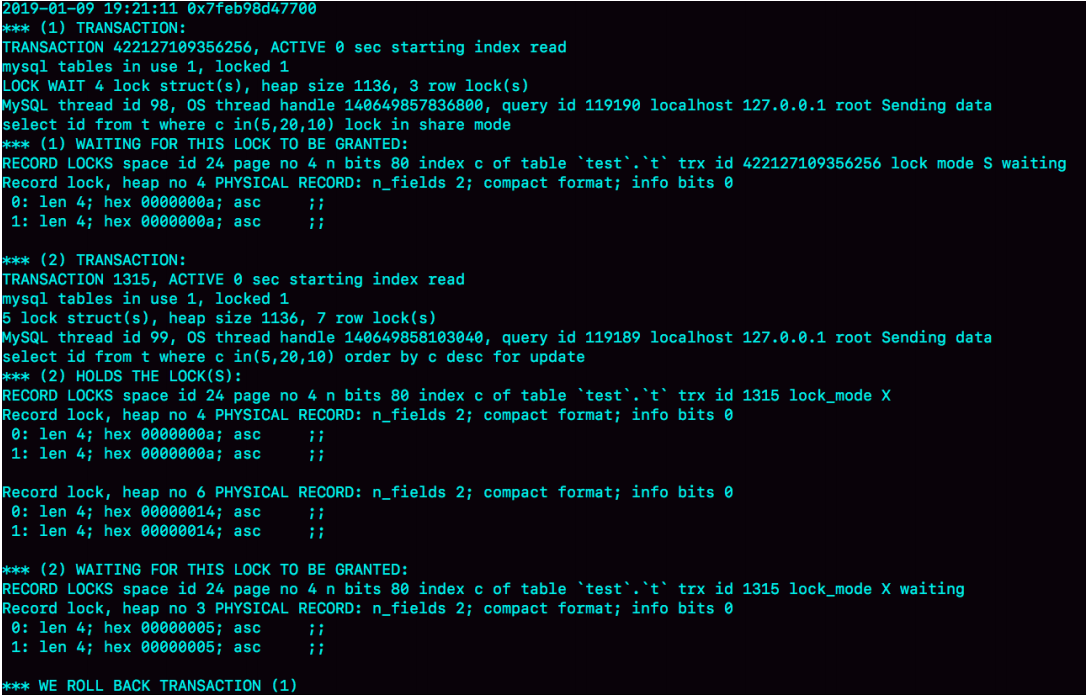 2019-01-09 19:21:11 0x7feb98d47700
*** (1) TRANSACTION:
TRANSACTION 422127109356256, ACTIVE 0 sec starting index read
mysql tables in use 1, locked 1
LOCK WAIT 4 lock struct(s), heap size 1136, 3 row lock(s)
MySQL thread id 98, OS thread handle 140649857836800, query id 119190 localhost 127.0.0.1 root Sending data
select id from t where c in(5,20,10) lock in share mode
*** (1) WAITING FOR THIS LOCK TO BE GRANTED:
RECORD LOCKS space id 24 page no 4 n bits 80 index c of table `test`.`t` trx id 422127109356256 lock mode S waiting
Record lock, heap no 4 PHYSICAL RECORD: n_fields 2; compact format; info bits 0
 0: len 4; hex 0000000a; asc     ;;
 1: len 4; hex 0000000a; asc     ;;

*** (2) TRANSACTION:
TRANSACTION 1315, ACTIVE 0 sec starting index read
mysql tables in use 1, locked 1
5 lock struct(s), heap size 1136, 7 row lock(s)
MySQL thread id 99, OS thread handle 140649858103040, query id 119189 localhost 127.0.0.1 root Sending data
select id from t where c in(5,20,10) order by c desc for update
*** (2) HOLDS THE LOCK(S):
RECORD LOCKS space id 24 page no 4 n bits 80 index c of table `test`.`t` trx id 1315 lock_mode X
Record lock, heap no 4 PHYSICAL RECORD: n_fields 2; compact format; info bits 0
 0: len 4; hex 0000000a; asc     ;;
 1: len 4; hex 0000000a; asc     ;;

Record lock, heap no 6 PHYSICAL RECORD: n_fields 2; compact format; info bits 0
 0: len 4; hex 00000014; asc     ;;
 1: len 4; hex 00000014; asc     ;;

*** (2) WAITING FOR THIS LOCK TO BE GRANTED:
RECORD LOCKS space id 24 page no 4 n bits 80 index c of table `test`.`t` trx id 1315 lock_mode X waiting
Record lock, heap no 3 PHYSICAL RECORD: n_fields 2; compact format; info bits 0
 0: len 4; hex 00000005; asc     ;;
 1: len 4; hex 00000005; asc     ;;

*** WE ROLL BACK TRANSACTION (1)